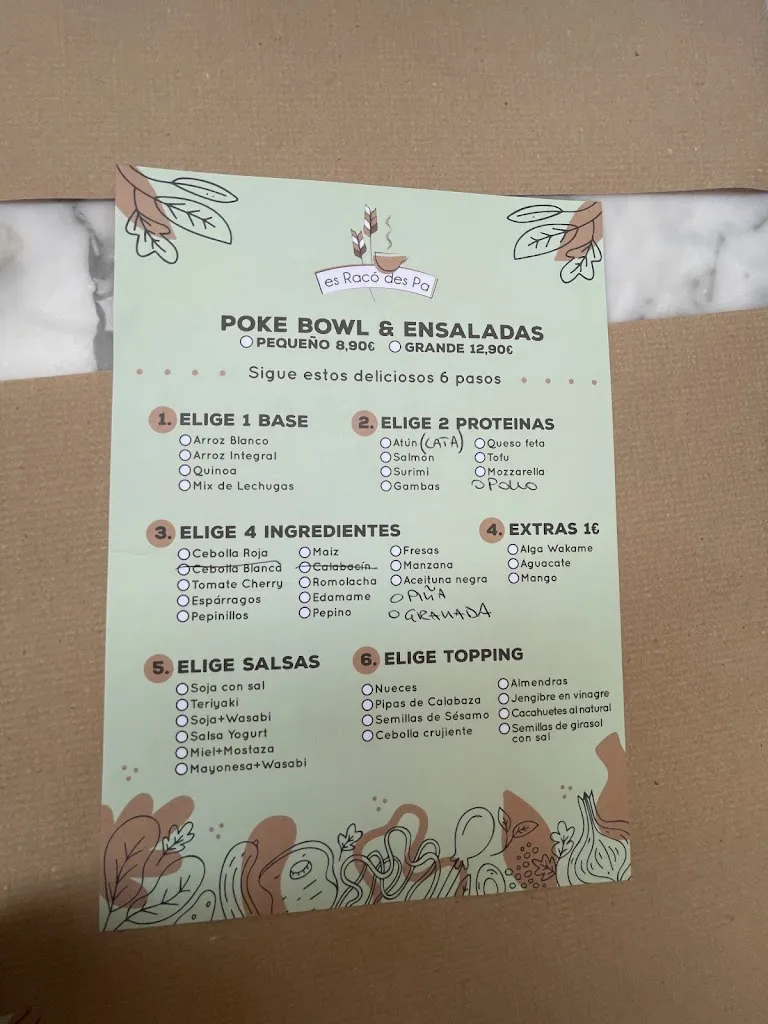 es Racó des Pa
POKE BOWL & ENSALADAS
PEQUEÑO 8,90€ GRANDE 12,90€
Sigue estos deliciosos 6 pasos
1. ELIGE 1 BASE
Arroz Blanco
Arroz Integral
Quinoa
Mix de Lechugas
2. ELIGE 2 PROTEINAS
Atún (LATA)
Salmón
Surimi
Gambas
Queso feta
Tofu
Mozzarella
POLLO
3. ELIGE 4 INGREDIENTES
Cebolla Roja
Cebolla Blanca
Tomate Cherry
Espárragos
Pepinillos
Maiz
Calabacín
Romolacha
Edamame
Pepino
Fresas
Manzana
Aceituna negra
PIÑA
GRANADA
4. EXTRAS 1€
Alga Wakame
Aguacate
Mango
5. ELIGE SALSAS
Soja con sal
Teriyaki
Soja+Wasabi
Salsa Yogurt
Miel+Mostaza
Mayonesa+Wasabi
6. ELIGE TOPPING
Nueces
Pipas de Calabaza
Semillas de Sésamo
Cebolla crujiente
Almendras
Jengibre en vinagre
Cacahuetes al natural
Semillas de girasol
con sal